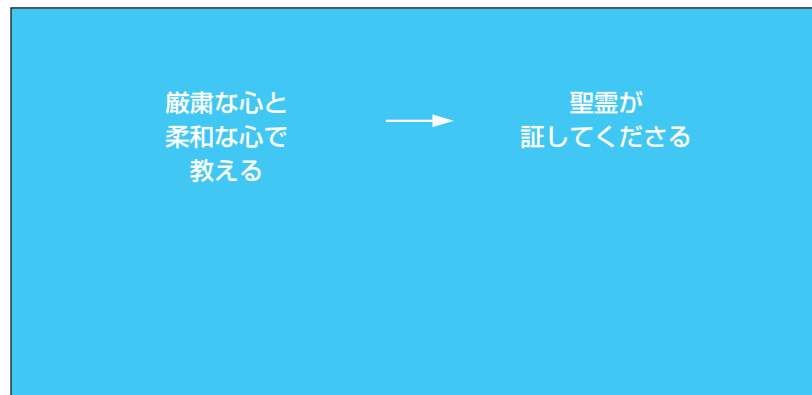 厳粛な心と
柔和な心で
教える
聖霊が
証してくださる